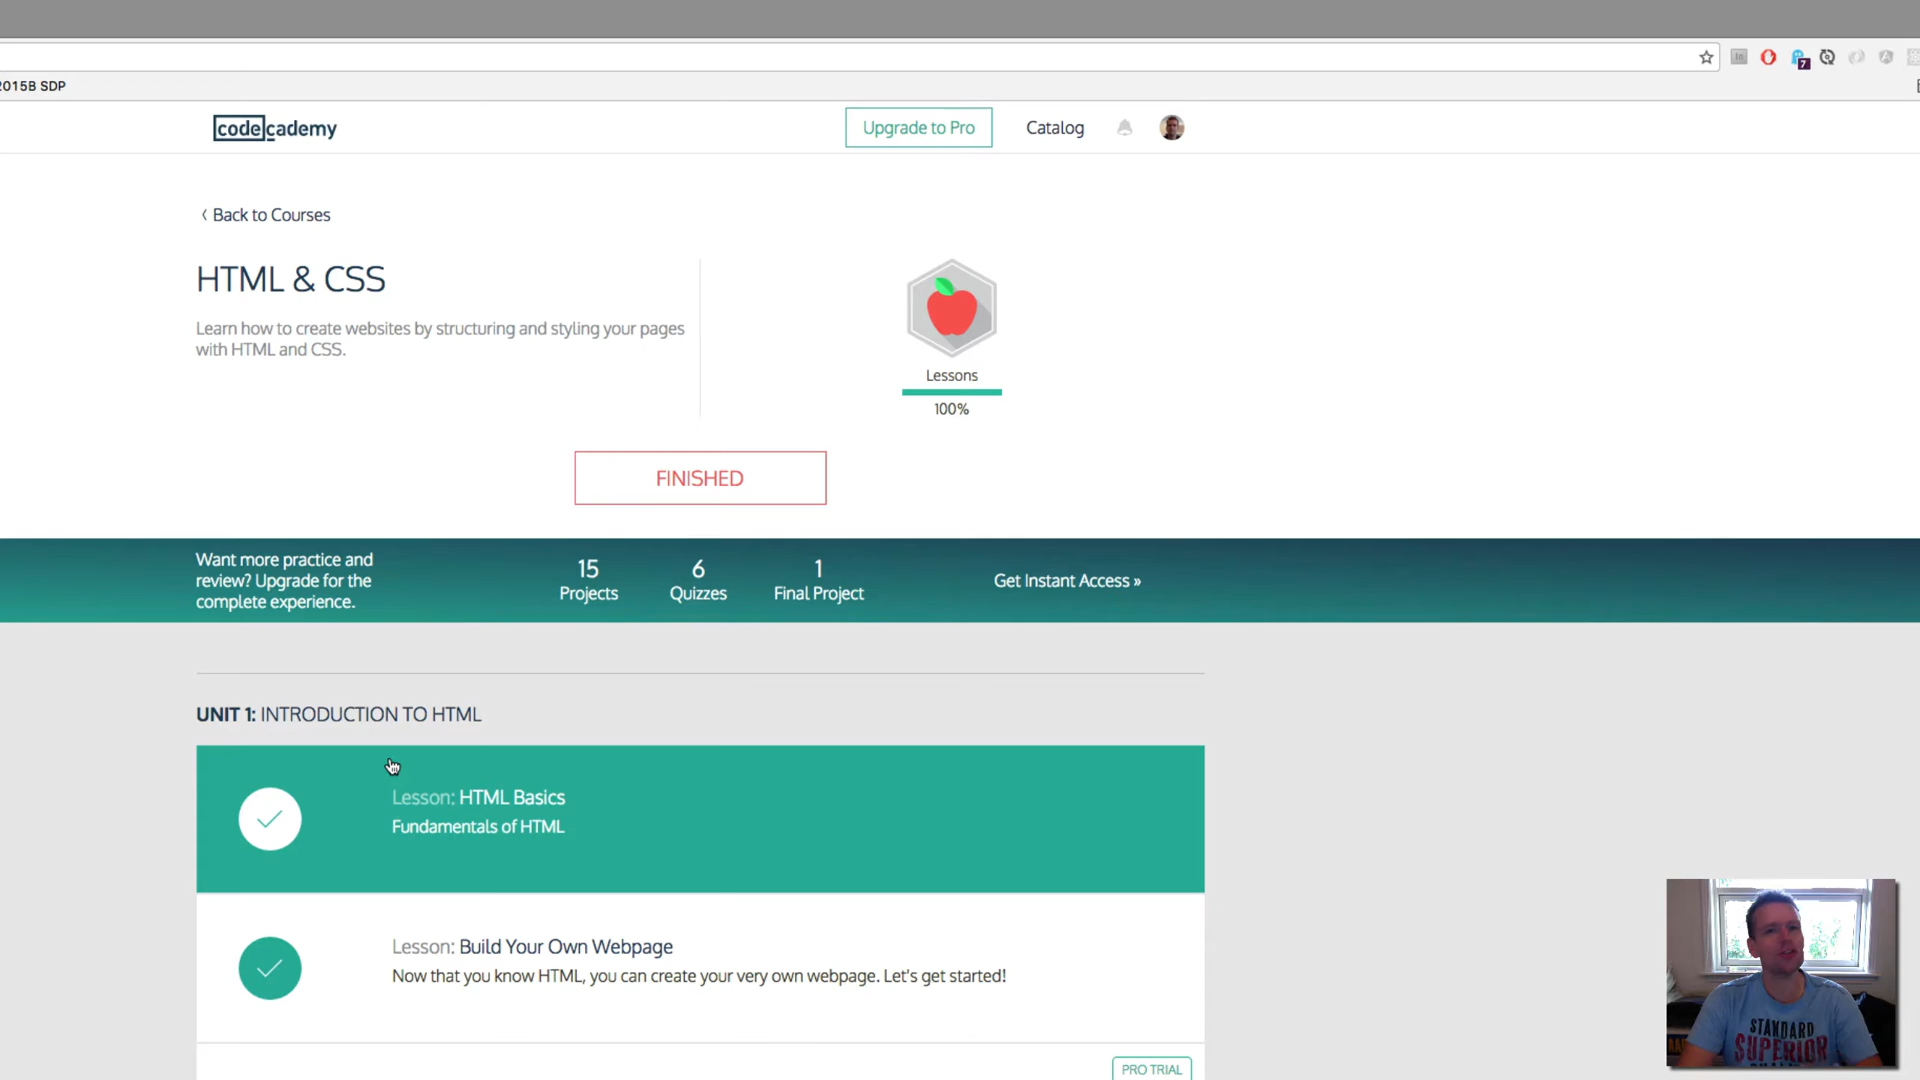 2015B SDP
7
codecademy
Upgrade to Pro
Catalog
Back to Courses
HTML & CSS
Learn how to create websites by structuring and styling your pages
with HTML and CSS.
Lessons
100%
FINISHED
Want more practice and
review? Upgrade for the
complete experience.
15
Projects
6
Quizzes
1
Final Project
Get Instant Access »
UNIT 1: INTRODUCTION TO HTML
Lesson: HTML Basics
Fundamentals of HTML
Lesson: Build Your Own Webpage
Now that you know HTML, you can create your very own webpage. Let's get started!
PRO TRIAL
STANDARD
SUPERIOR